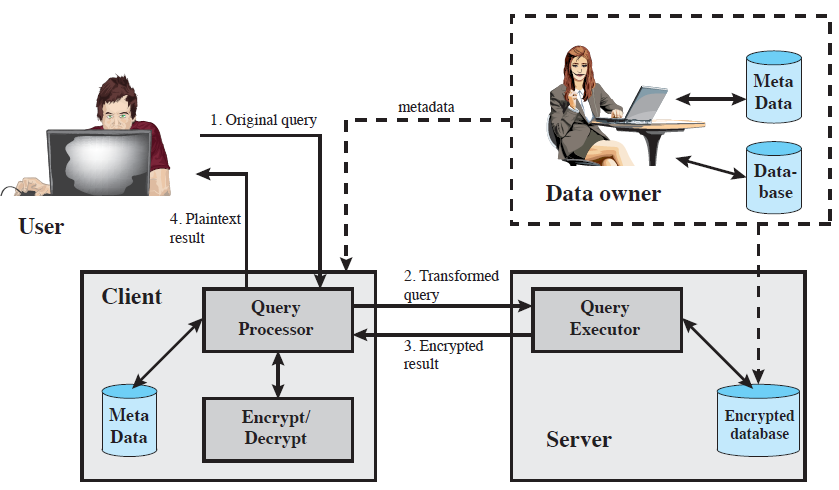 1. Original query
metadata
Meta
Data
Data-
base
Data owner
User
4. Plaintext
result
Client
Query
Processor
2. Transformed
query
3. Encrypted
result
Query
Executor
Meta
Data
Encrypt/
Decrypt
Server
Encrypted
database